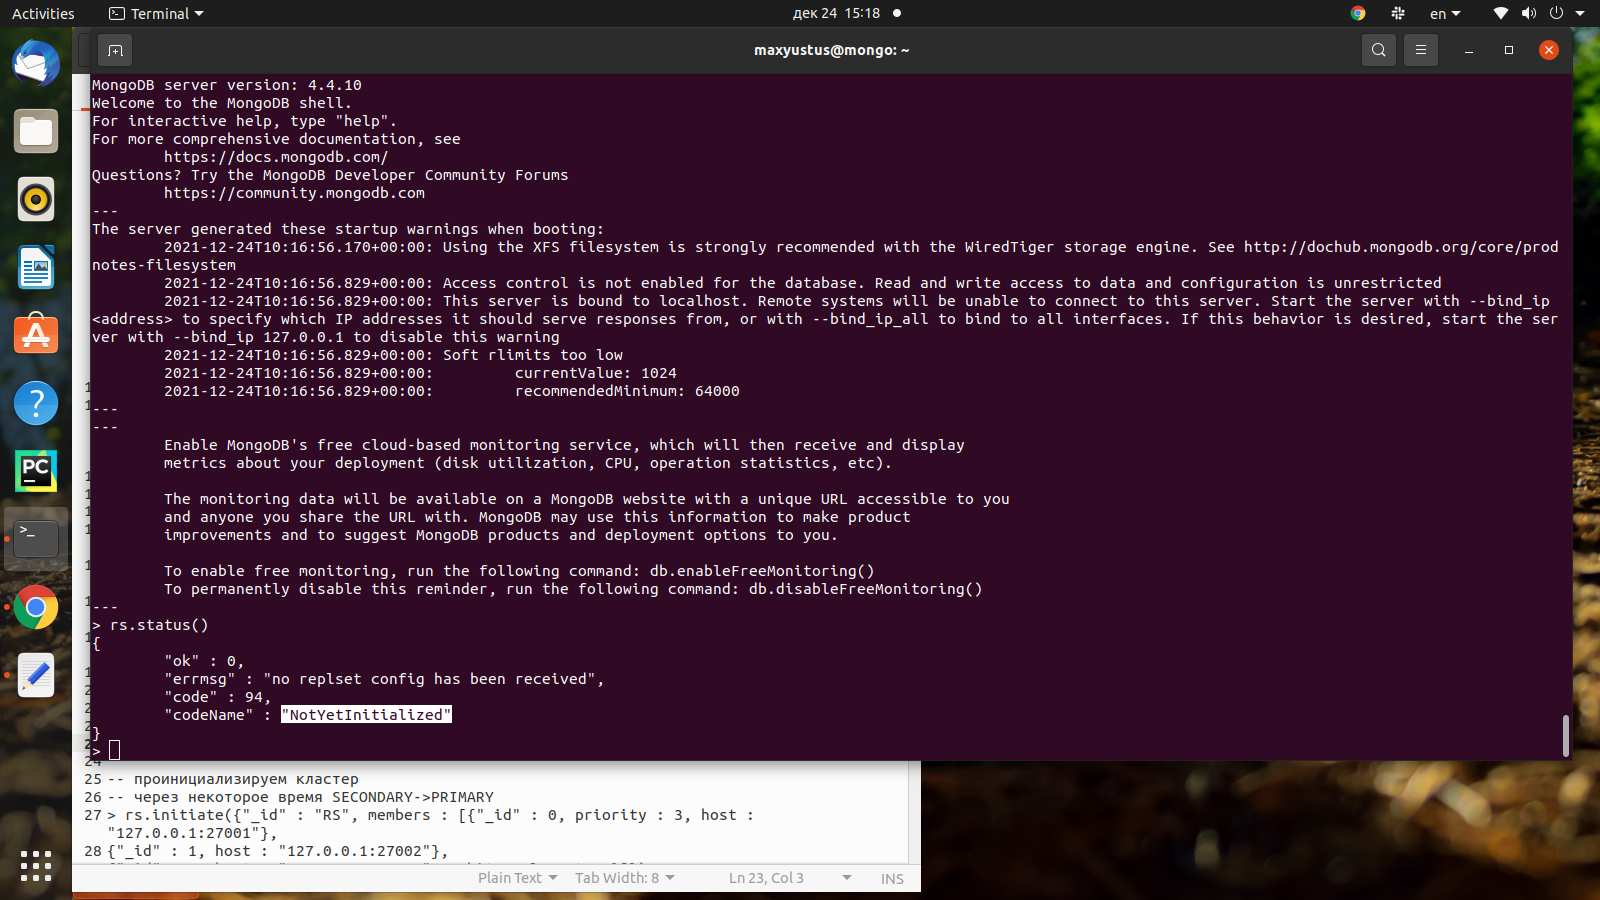 Activities
Terminal
дек 24 15:18
en
maxyustus@mongo: ~
MongoDB server version: 4.4.10
Welcome to the MongoDB shell.
For interactive help, type "help".
For more comprehensive documentation, see
https://docs.mongodb.com/
Questions? Try the MongoDB Developer Community Forums
https://community.mongodb.com
---
The server generated these startup warnings when booting:
2021-12-24T10:16:56.170+00:00: Using the XFS filesystem is strongly recommended with the WiredTiger storage engine. See http://dochub.mongodb.org/core/prod
notes-filesystem
2021-12-24T10:16:56.829+00:00: Access control is not enabled for the database. Read and write access to data and configuration is unrestricted
2021-12-24T10:16:56.829+00:00: This server is bound to localhost. Remote systems will be unable to connect to this server. Start the server with --bind_ip
<address> to specify which IP addresses it should serve responses from, or with --bind_ip_all to bind to all interfaces. If this behavior is desired, start the ser
ver with --bind_ip 127.0.0.1 to disable this warning
2021-12-24T10:16:56.829+00:00: Soft rlimits too low
2021-12-24T10:16:56.829+00:00: currentValue: 1024
2021-12-24T10:16:56.829+00:00: recommendedMinimum: 64000
---
---
Enable MongoDB's free cloud-based monitoring service, which will then receive and display
metrics about your deployment (disk utilization, CPU, operation statistics, etc).
The monitoring data will be available on a MongoDB website with a unique URL accessible to you
and anyone you share the URL with. MongoDB may use this information to make product
improvements and to suggest MongoDB products and deployment options to you.
To enable free monitoring, run the following command: db.enableFreeMonitoring()
To permanently disable this reminder, run the following command: db.disableFreeMonitoring()
---
> rs.status()
{
"ok" : 0,
"errmsg" : "no replset config has been received",
"code" : 94,
"codeName" : "NotYetInitialized"
}
>
24
25 -- проинициализируем кластер
26 -- через некоторое время SECONDARY->PRIMARY
27 > rs.initiate({"_id" : "RS", members : [{"_id" : 0, priority : 3, host :
"127.0.0.1:27001"},
28 {"_id" : 1, host : "127.0.0.1:27002"},
Plain Text
Tab Width: 8
Ln 23, Col 3
INS
PC